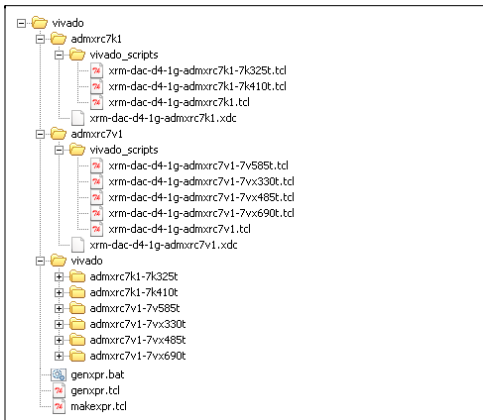 vivado
admxrc7k1
vivado_scripts
xrm-dac-d4-1g-admxrc7k1-7k325t.tcl
xrm-dac-d4-1g-admxrc7k1-7k410t.tcl
xrm-dac-d4-1g-admxrc7k1.tcl
xrm-dac-d4-1g-admxrc7k1.xdc
admxrc7v1
vivado_scripts
xrm-dac-d4-1g-admxrc7v1-7v585t.tcl
xrm-dac-d4-1g-admxrc7v1-7vx330t.tcl
xrm-dac-d4-1g-admxrc7v1-7vx485t.tcl
xrm-dac-d4-1g-admxrc7v1-7vx690t.tcl
xrm-dac-d4-1g-admxrc7v1.tcl
xrm-dac-d4-1g-admxrc7v1.xdc
vivado
admxrc7k1-7k325t
admxrc7k1-7k410t
admxrc7v1-7v585t
admxrc7v1-7vx330t
admxrc7v1-7vx485t
admxrc7v1-7vx690t
genxpr.bat
genxpr.tcl
makexpr.tcl